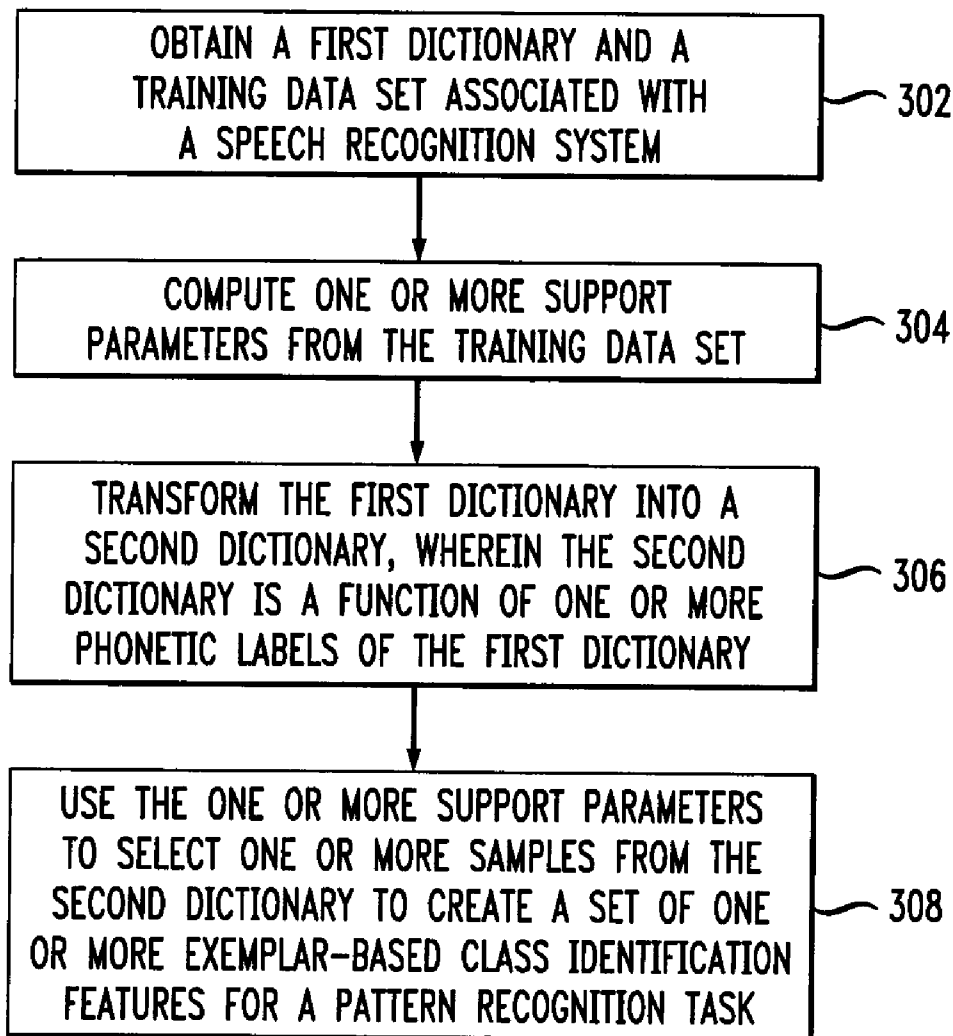 OBTAIN A FIRST DICTIONARY AND A
TRAINING DATA SET ASSOCIATED WITH
A SPEECH RECOGNITION SYSTEM
302
COMPUTE ONE OR MORE SUPPORT
PARAMETERS FROM THE TRAINING DATA SET
304
TRANSFORM THE FIRST DICTIONARY INTO A
SECOND DICTIONARY, WHEREIN THE SECOND
DICTIONARY IS A FUNCTION OF ONE OR MORE
PHONETIC LABELS OF THE FIRST DICTIONARY
306
USE THE ONE OR MORE SUPPORT PARAMETERS
TO SELECT ONE OR MORE SAMPLES FROM THE
SECOND DICTIONARY TO CREATE A SET OF ONE
OR MORE EXEMPLAR-BASED CLASS IDENTIFICATION
FEATURES FOR A PATTERN RECOGNITION TASK
308